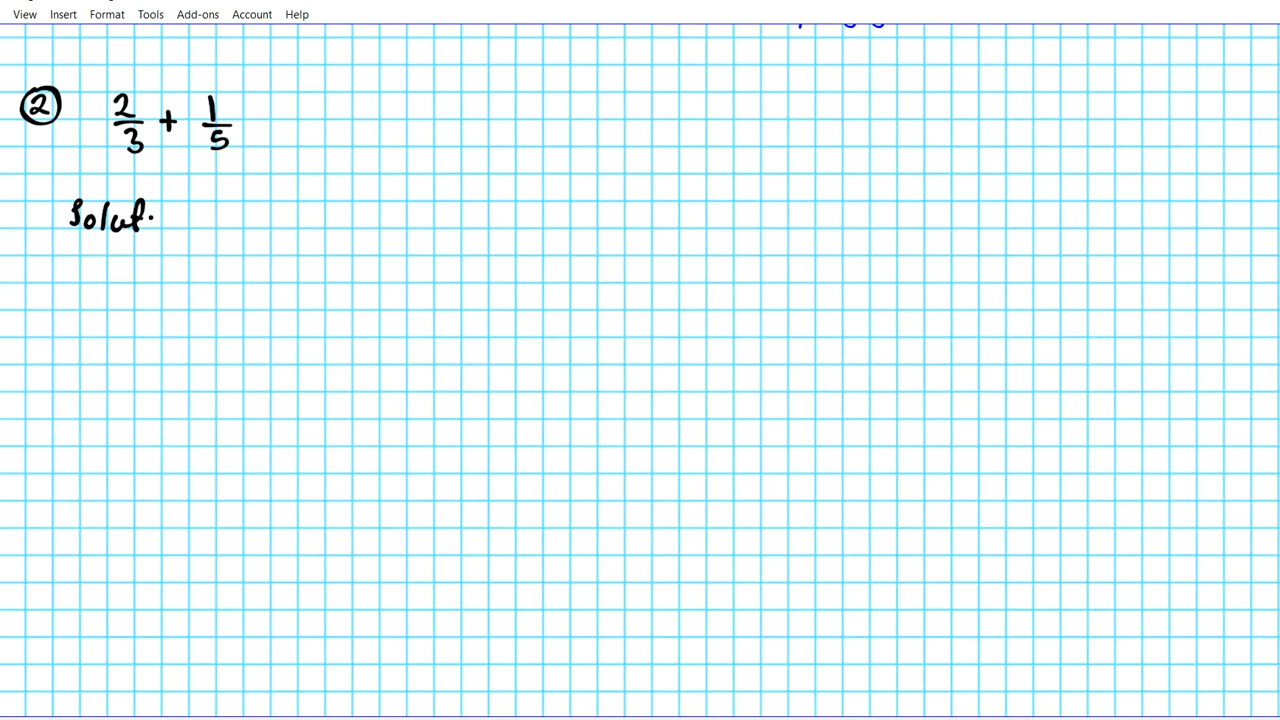 View Insert Format Tools Add-ons Account Help
② 2/3 + 1/5
Solut.